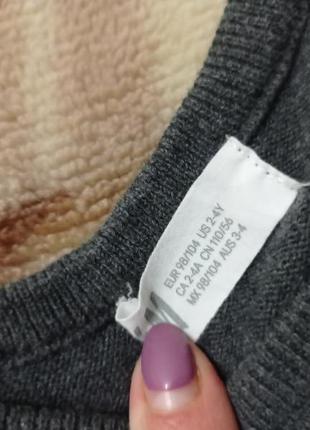 EUR 98/104 US 2-4Y
CA 2-4A CN 110/56
MX 98/104 AUS 3-4